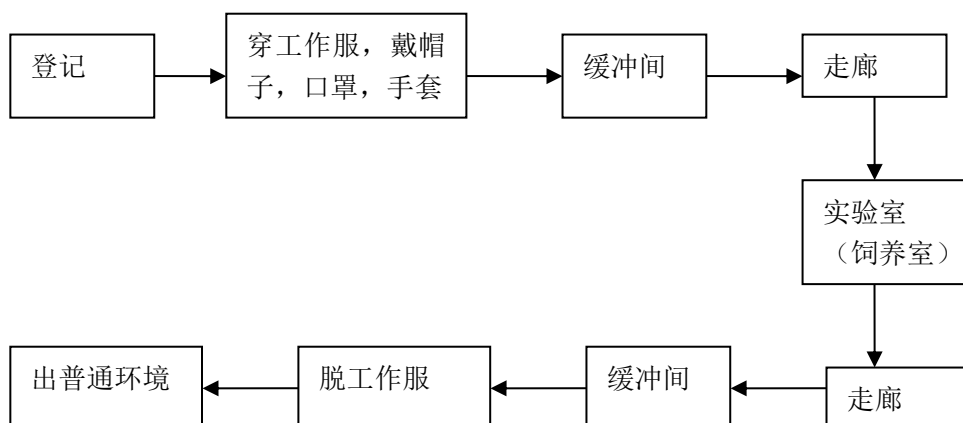 登记
穿工作服，戴帽
子，口罩，手套
缓冲间
走廊
实验室
（饲养室）
走廊
缓冲间
脱工作服
出普通环境